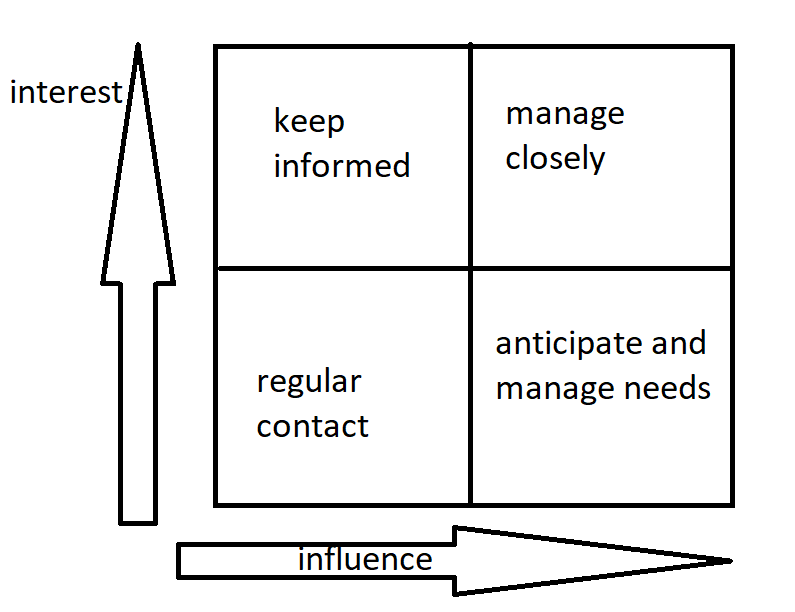 interest
keep
informed
manage
closely
regular
contact
anticipate and
manage needs
influence